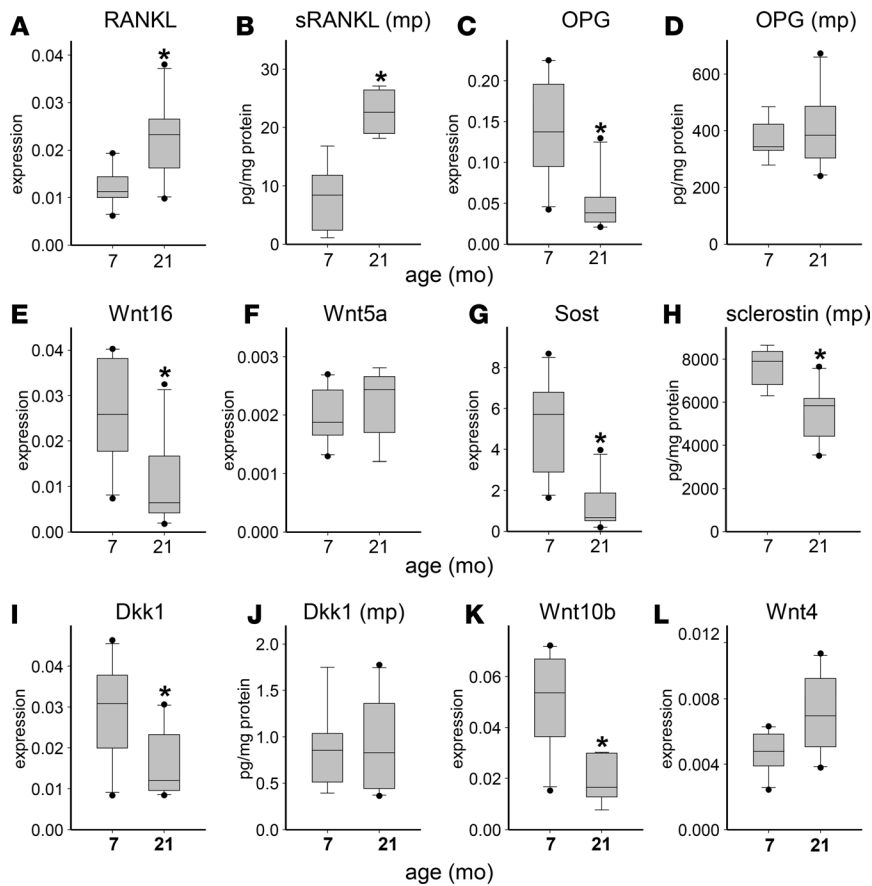 A RANKL
0.04
0.03
0.02
0.01
0.00
expression
*
7 21
B sRANKL (mp)
30
20
10
0
pg/mg protein
*
7 21
C OPG
0.20
0.15
0.10
0.05
0.00
expression
*
7 21
D OPG (mp)
600
400
200
0
pg/mg protein
7 21
age (mo)
E Wnt16
0.04
0.03
0.02
0.01
0.00
expression
*
7 21
F Wnt5a
0.003
0.002
0.001
0.000
expression
7 21
G Sost
10
8
6
4
2
0
expression
*
7 21
H sclerostin (mp)
8000
6000
4000
2000
0
pg/mg protein
*
7 21
age (mo)
I Dkk1
0.04
0.03
0.02
0.01
0.00
expression
*
7 21
J Dkk1 (mp)
2.0
1.5
1.0
0.5
0.0
pg/mg protein
7 21
K Wnt10b
0.06
0.04
0.02
0.00
expression
*
7 21
L Wnt4
0.012
0.008
0.004
0.000
expression
7 21
age (mo)